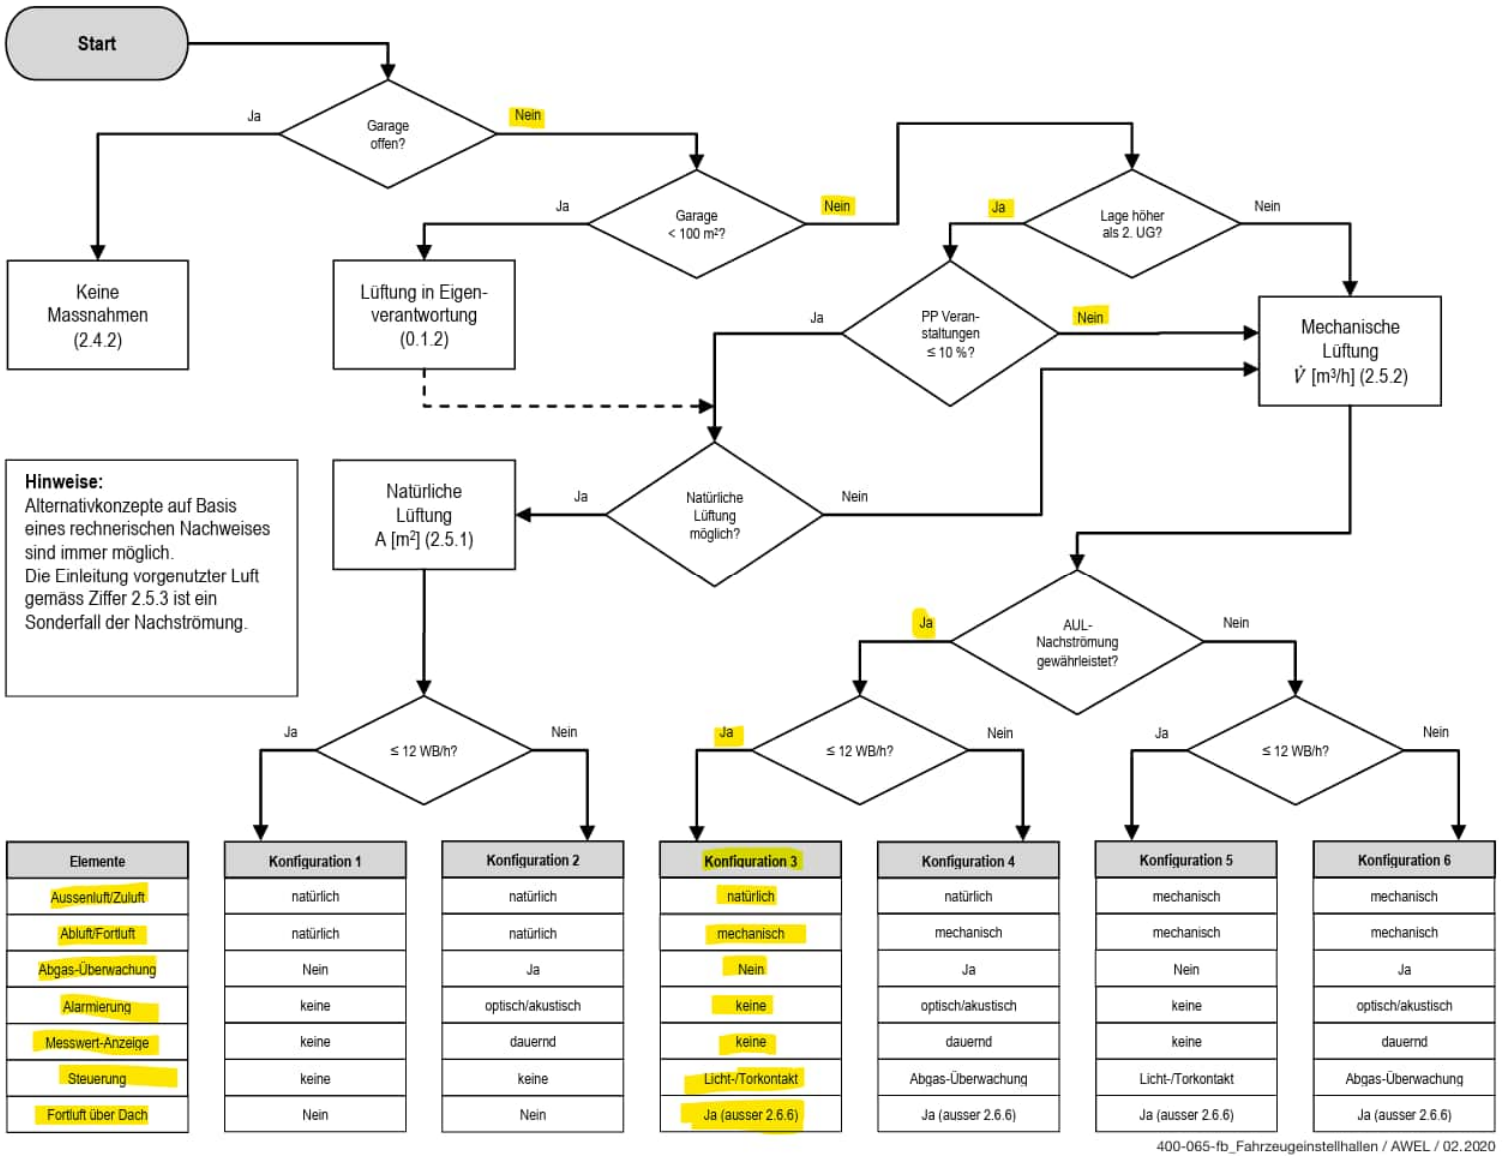 Start
Ja
Garage
offen?
Nein
Ja
Garage
< 100 m²?
Nein
Ja
Lage höher
als 2. UG?
Nein
Keine
Massnahmen
(2.4.2)
Lüftung in Eigen-
verantwortung
(0.1.2)
Ja
PP Veran-
staltungen
≤ 10 %?
Nein
Mechanische
Lüftung
V̇ [m³/h] (2.5.2)
Hinweise:
Alternativkonzepte auf Basis
eines rechnerischen Nachweises
sind immer möglich.
Die Einleitung vorgenutzter Luft
gemäss Ziffer 2.5.3 ist ein
Sonderfall der Nachströmung.
Natürliche
Lüftung
A [m²] (2.5.1)
Ja
Natürliche
Lüftung
möglich?
Nein
Ja
AUL-
Nachströmung
gewährleistet?
Nein
Ja
≤ 12 WB/h?
Nein
Ja
≤ 12 WB/h?
Nein
Ja
≤ 12 WB/h?
Nein
Elemente Konfiguration 1 Konfiguration 2 Konfiguration 3 Konfiguration 4 Konfiguration 5 Konfiguration 6
Aussenluft/Zuluft natürlich natürlich natürlich natürlich mechanisch mechanisch
Abluft/Fortluft natürlich natürlich mechanisch mechanisch mechanisch mechanisch
Abgas-Überwachung Nein Ja Nein Ja Nein Ja
Alarmierung keine optisch/akustisch keine optisch/akustisch keine optisch/akustisch
Messwert-Anzeige keine dauernd keine dauernd keine dauernd
Steuerung keine keine Licht-/Torkontakt Abgas-Überwachung Licht-/Torkontakt Abgas-Überwachung
Fortluft über Dach Nein Nein Ja (ausser 2.6.6) Ja (ausser 2.6.6) Ja (ausser 2.6.6) Ja (ausser 2.6.6)
400-065-fb_Fahrzeugeinstellhallen / AWEL / 02.2020